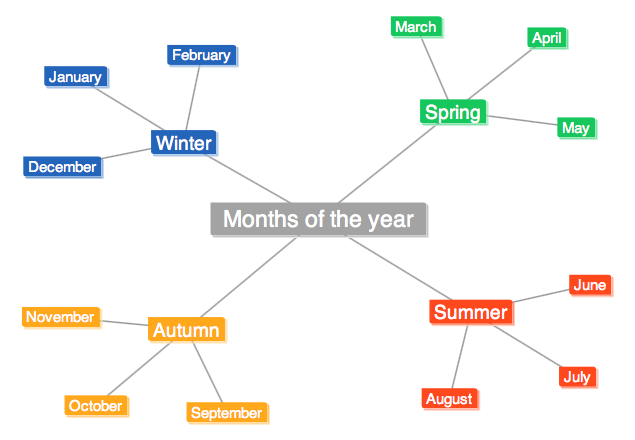 March
April
February
January
Spring
May
Winter
December
Months of the year
June
November
Summer
Autumn
July
August
October
September